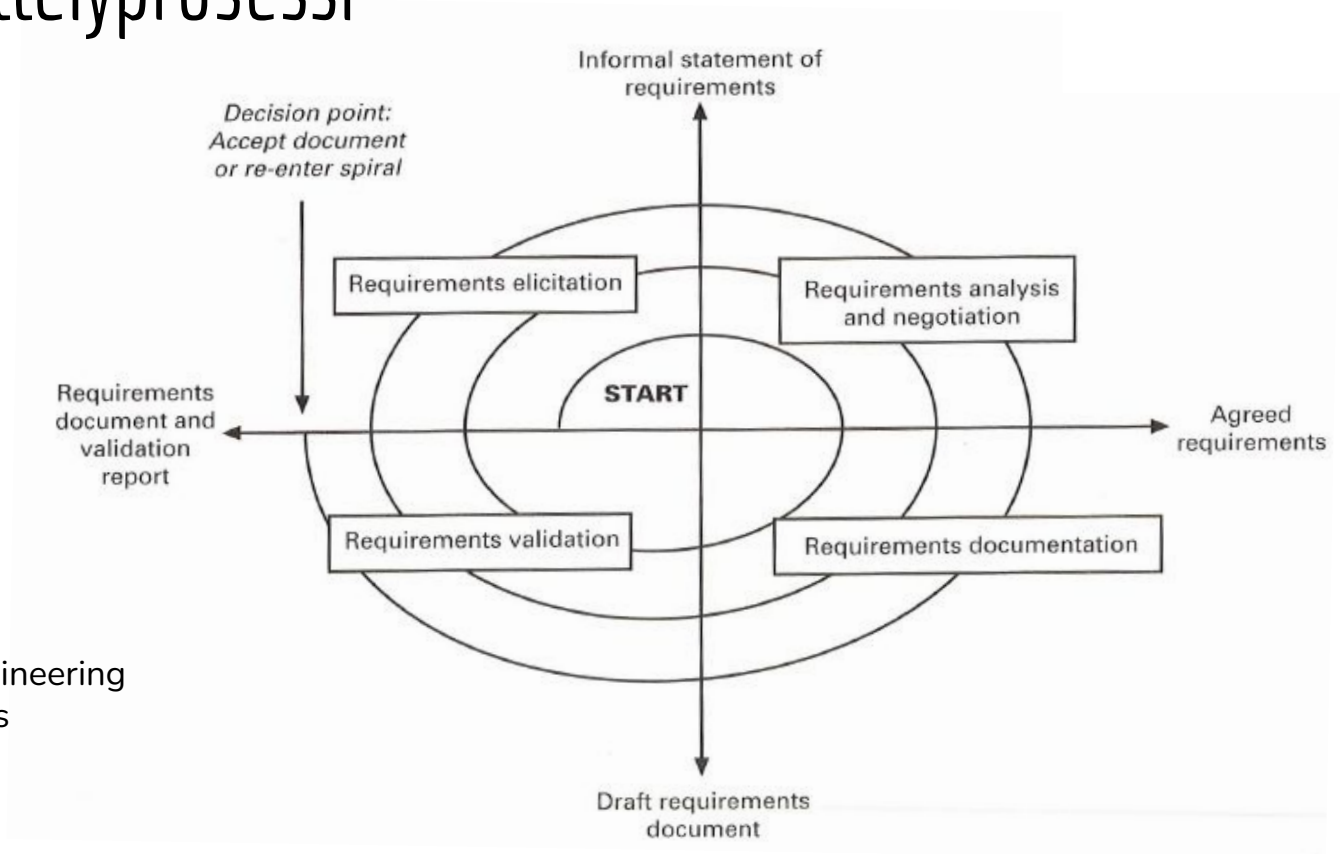 ttelyprosessi
Informal statement of
requirements
Decision point:
Accept document
or re-enter spiral
Requirements elicitation
Requirements analysis
and negotiation
START
Requirements
document and
validation
report
Agreed
requirements
Requirements validation
Requirements documentation
ineering
s
Draft requirements
document